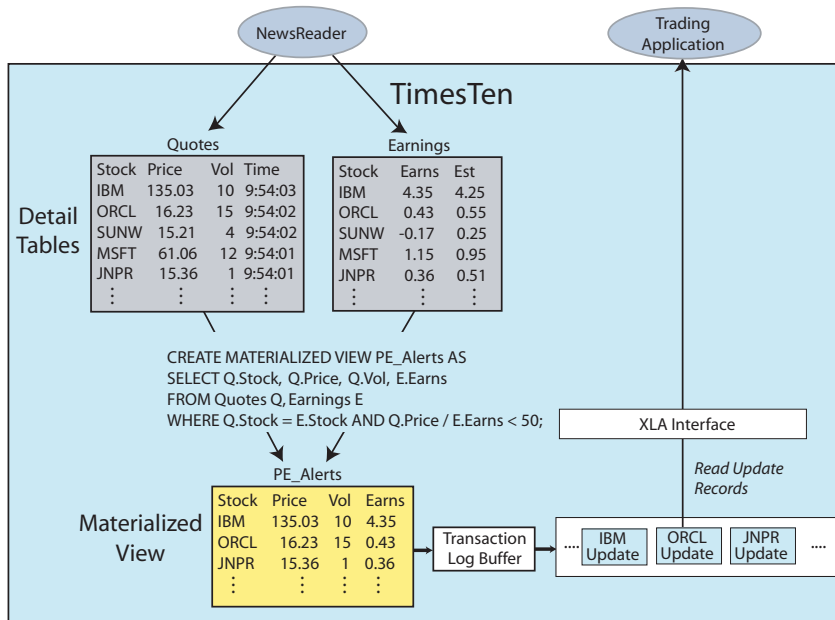 NewsReader
Trading
Application
TimesTen
Quotes
Stock Price Vol Time
IBM 135.03 10 9:54:03
ORCL 16.23 15 9:54:02
SUNW 15.21 4 9:54:02
MSFT 61.06 12 9:54:01
JNPR 15.36 1 9:54:01
⋮ ⋮ ⋮ ⋮
Earnings
Stock Earns Est
IBM 4.35 4.25
ORCL 0.43 0.55
SUNW -0.17 0.25
MSFT 1.15 0.95
JNPR 0.36 0.51
⋮ ⋮ ⋮
Detail
Tables
CREATE MATERIALIZED VIEW PE_Alerts AS
SELECT Q.Stock, Q.Price, Q.Vol, E.Earns
FROM Quotes Q, Earnings E
WHERE Q.Stock = E.Stock AND Q.Price / E.Earns < 50;
PE_Alerts
Stock Price Vol Earns
IBM 135.03 10 4.35
ORCL 16.23 15 0.43
JNPR 15.36 1 0.36
⋮ ⋮ ⋮ ⋮
Materialized
View
Transaction
Log Buffer
XLA Interface
Read Update
Records
.... IBM
Update
ORCL
Update
JNPR
Update ....